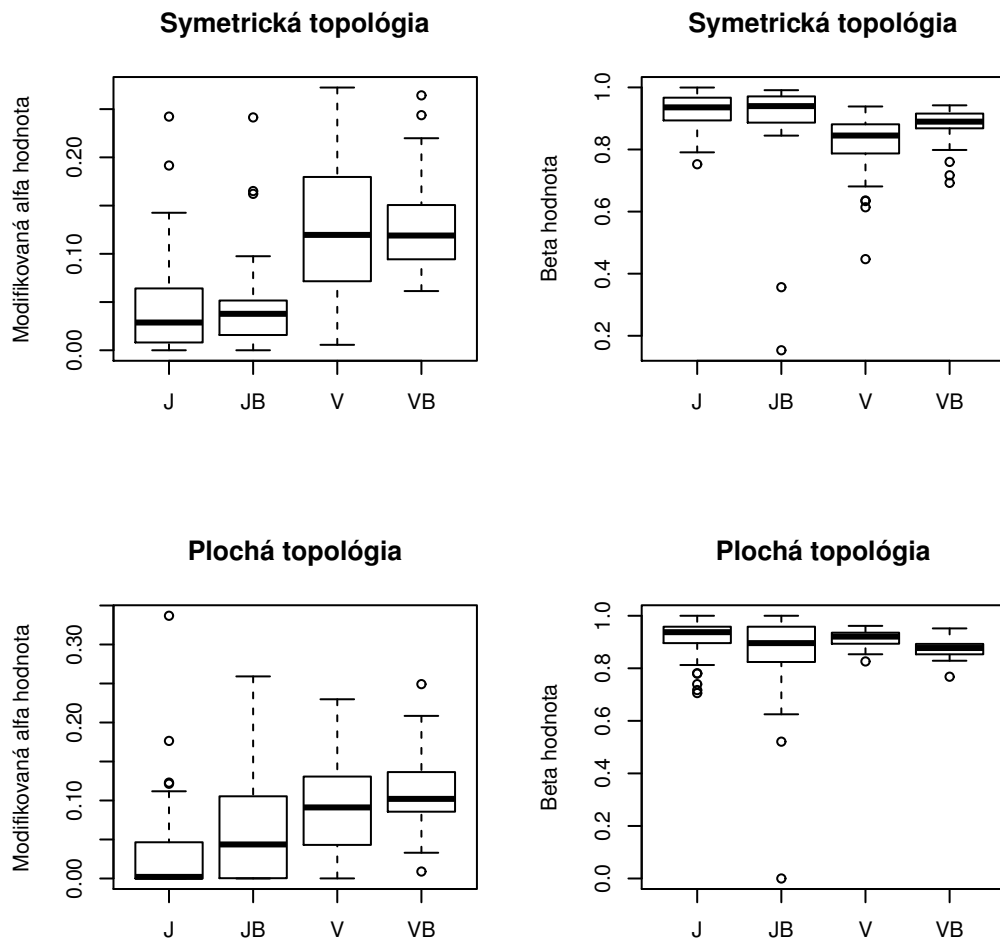 Symetrická topológia
Modifikovaná alfa hodnota
0.00
0.10
0.20
J
JB
V
VB
Symetrická topológia
Beta hodnota
0.2
0.4
0.6
0.8
1.0
J
JB
V
VB
Plochá topológia
Modifikovaná alfa hodnota
0.00
0.10
0.20
0.30
J
JB
V
VB
Plochá topológia
Beta hodnota
0.0
0.2
0.4
0.6
0.8
1.0
J
JB
V
VB